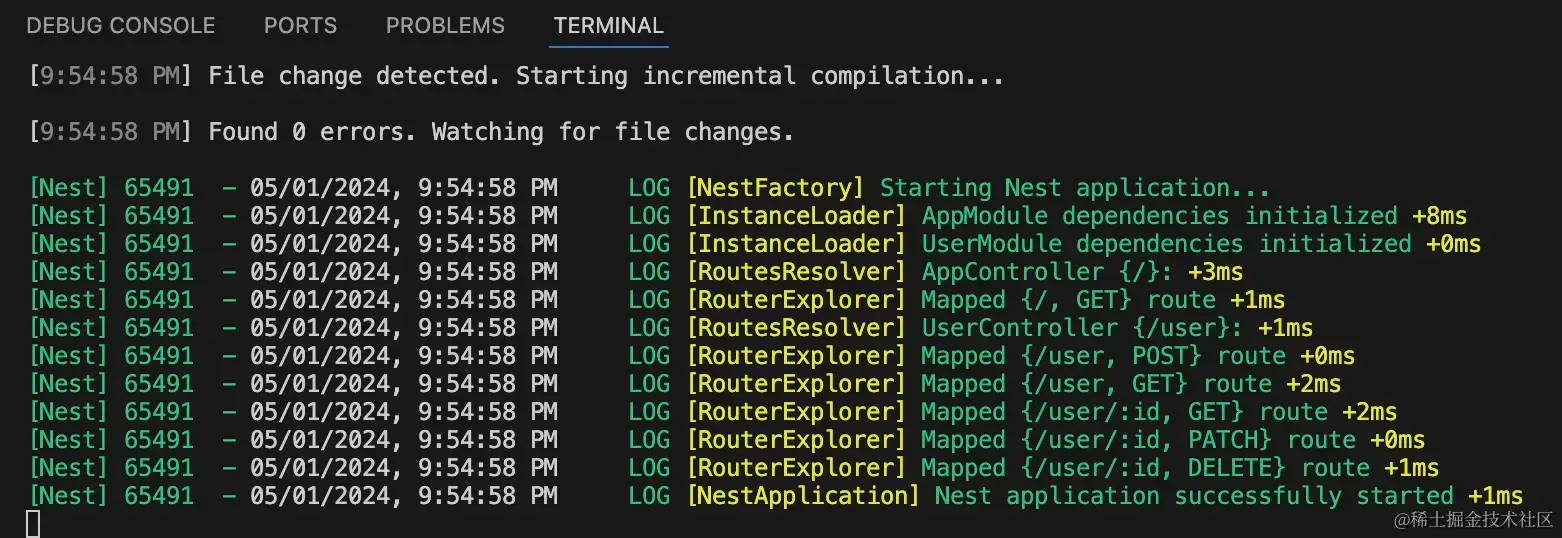 DEBUG CONSOLE PORTS PROBLEMS TERMINAL
[9:54:58 PM] File change detected. Starting incremental compilation...
[9:54:58 PM] Found 0 errors. Watching for file changes.
[Nest] 65491  - 05/01/2024, 9:54:58 PM     LOG [NestFactory] Starting Nest application...
[Nest] 65491  - 05/01/2024, 9:54:58 PM     LOG [InstanceLoader] AppModule dependencies initialized +8ms
[Nest] 65491  - 05/01/2024, 9:54:58 PM     LOG [InstanceLoader] UserModule dependencies initialized +0ms
[Nest] 65491  - 05/01/2024, 9:54:58 PM     LOG [RoutesResolver] AppController {/}: +3ms
[Nest] 65491  - 05/01/2024, 9:54:58 PM     LOG [RouterExplorer] Mapped {/, GET} route +1ms
[Nest] 65491  - 05/01/2024, 9:54:58 PM     LOG [RoutesResolver] UserController {/user}: +1ms
[Nest] 65491  - 05/01/2024, 9:54:58 PM     LOG [RouterExplorer] Mapped {/user, POST} route +0ms
[Nest] 65491  - 05/01/2024, 9:54:58 PM     LOG [RouterExplorer] Mapped {/user, GET} route +2ms
[Nest] 65491  - 05/01/2024, 9:54:58 PM     LOG [RouterExplorer] Mapped {/user/:id, GET} route +2ms
[Nest] 65491  - 05/01/2024, 9:54:58 PM     LOG [RouterExplorer] Mapped {/user/:id, PATCH} route +0ms
[Nest] 65491  - 05/01/2024, 9:54:58 PM     LOG [RouterExplorer] Mapped {/user/:id, DELETE} route +1ms
[Nest] 65491  - 05/01/2024, 9:54:58 PM     LOG [NestApplication] Nest application successfully started +1ms
@稀土掘金技术社区